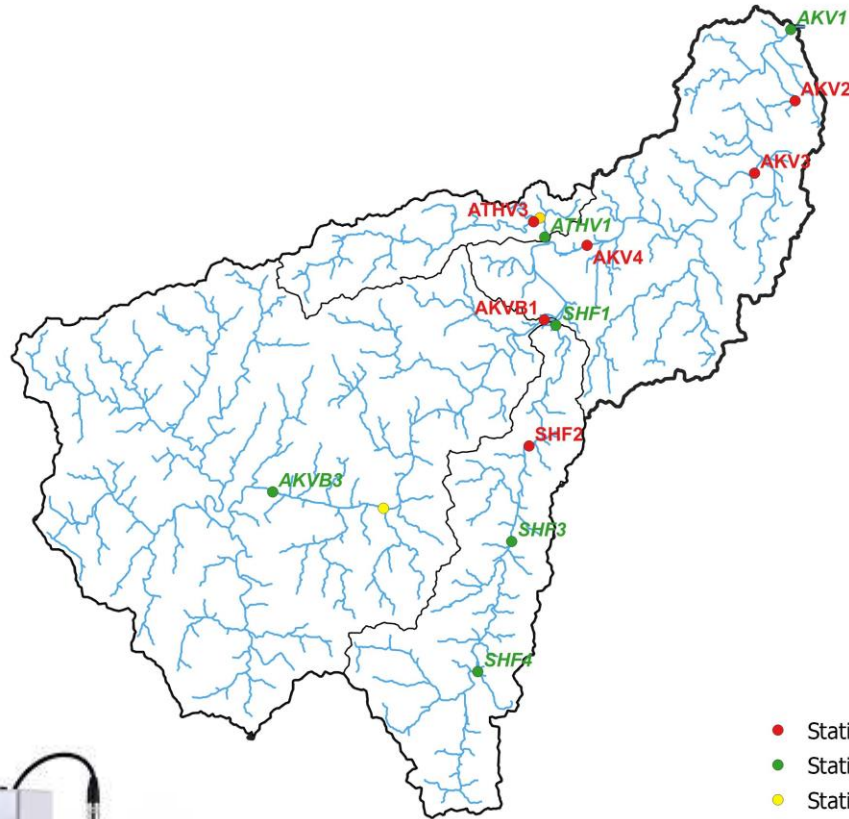 AKV1
AKV2
AKV3
ATHV3
ATHV1
AKV4
AKVB1
SHF1
SHF2
AKVB3
SHF3
SHF4
Stati
Stati
Stati